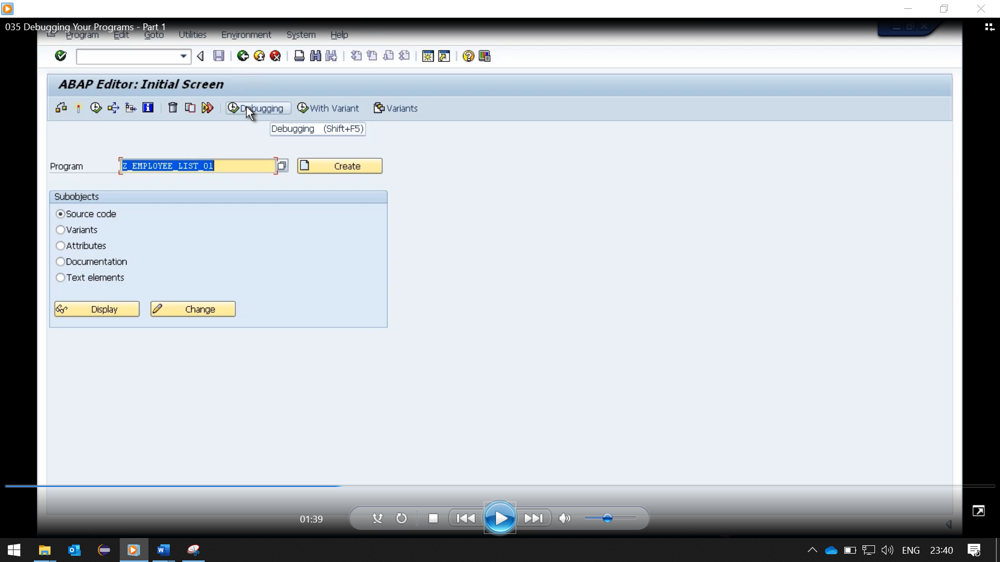 035 Debugging Your Programs - Part 1
Program Edit Goto Utilities Environment System Help
ABAP Editor: Initial Screen
Debugging With Variant Variants
Debugging (Shift+F5)
Program Z_EMPLOYEE_LIST_01 Create
Subobjects
Source code
Variants
Attributes
Documentation
Text elements
Display Change
01:39
ENG 23:40